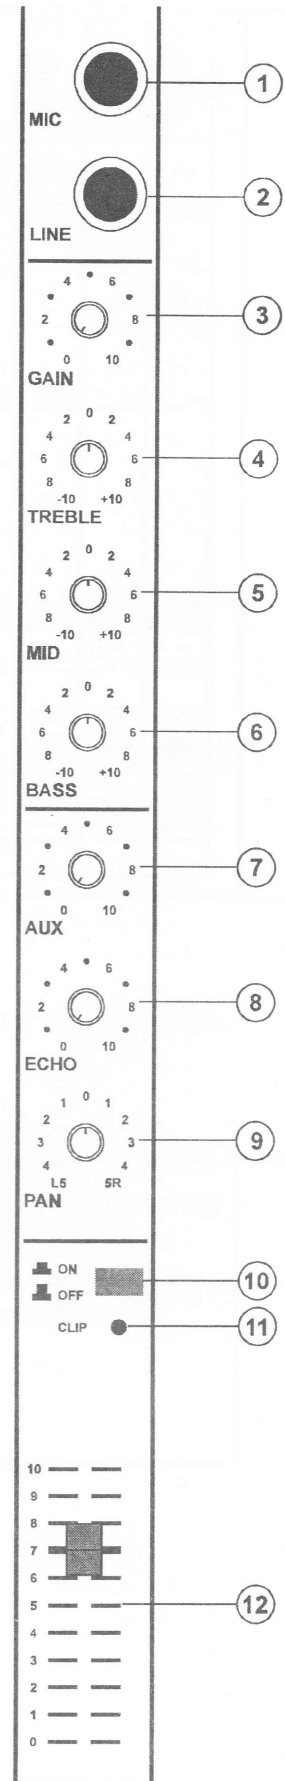 1
MIC
2
LINE
4 6
2 8 3
0 10
GAIN
2 0 2
4 4
6 6 4
8 8
-10 +10
TREBLE
2 0 2
4 4
6 6 5
8 8
-10 +10
MID
2 0 2
4 4
6 6 6
8 8
-10 +10
BASS
4 6
2 8 7
0 10
AUX
4 6
2 8 8
0 10
ECHO
1 0 1
2 2
3 3 9
4 4
L5 5R
PAN
ON
10
OFF
CLIP 11
10
9
8
7
6
5 12
4
3
2
1
0